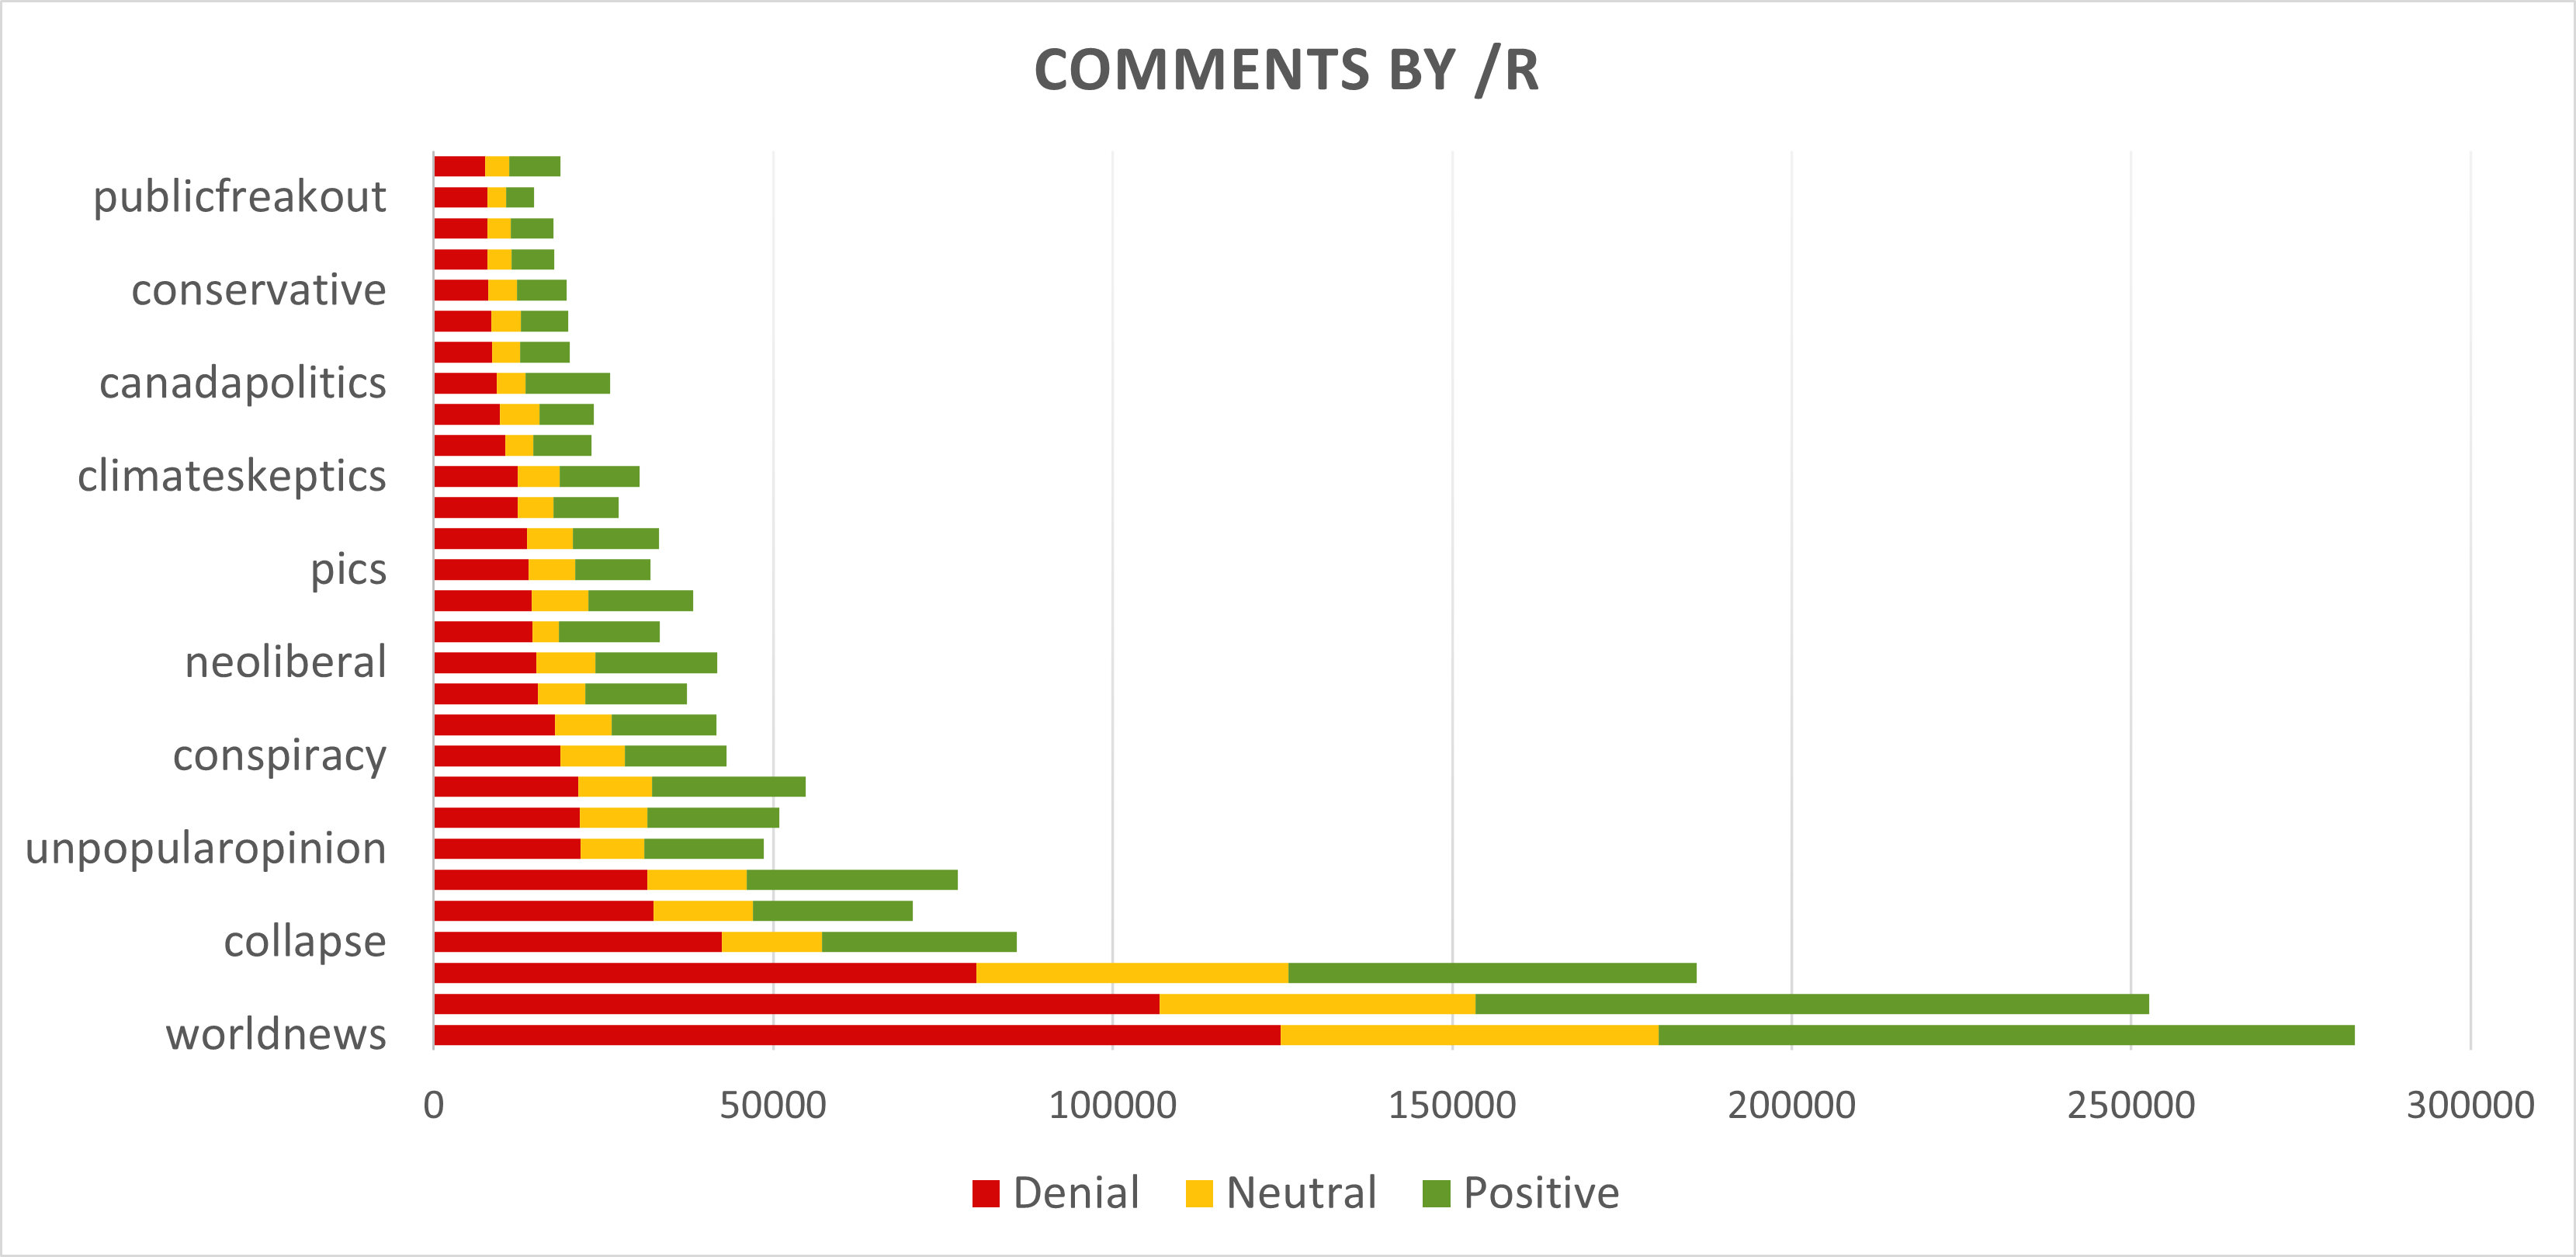 COMMENTS BY /R
publicfreakout
conservative
canadapolitics
climateskeptics
pics
neoliberal
conspiracy
unpopularopinion
collapse
worldnews
0 50000 100000 150000 200000 250000 300000
Denial Neutral Positive